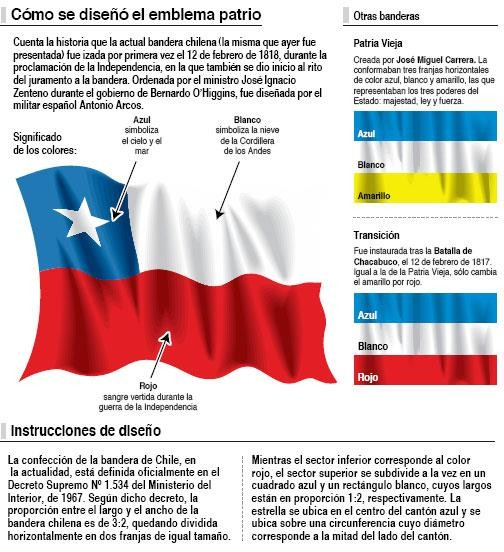 Cómo se diseñó el emblema patrio
Cuenta la historia que la actual bandera chilena (la misma que ayer fue
presentada) fue izada por primera vez el 12 de febrero de 1818, durante la
proclamación de la Independencia, en la que también se dio inicio al rito
del juramento a la bandera. Ordenada por el ministro José Ignacio
Zenteno durante el gobierno de Bernardo O'Higgins, fue diseñada por el
militar español Antonio Arcos.
Significado
de los colores:
Azul
simboliza
el cielo y el
mar
Blanco
simboliza la nieve
de la Cordillera
de los Andes
Rojo
sangre vertida durante la
guerra de la Independencia
Otras banderas
Patria Vieja
Creada por José Miguel Carrera. La
conformaban tres franjas horizontales
de color azul, blanco y amarillo, las que
representaban los tres poderes del
Estado: majestad, ley y fuerza.
Azul
Blanco
Amarillo
Transición
Fue instaurada tras la Batalla de
Chacabuco, el 12 de febrero de 1817.
Igual a la de la Patria Vieja, sólo cambia
el amarillo por rojo.
Azul
Blanco
Rojo
Instrucciones de diseño
La confección de la bandera de Chile, en
la actualidad, está definida oficialmente en el
Decreto Supremo Nº 1.534 del Ministerio del
Interior, de 1967. Según dicho decreto, la
proporción entre el largo y el ancho de la
bandera chilena es de 3:2, quedando dividida
horizontalmente en dos franjas de igual tamaño.
Mientras el sector inferior corresponde al color
rojo, el sector superior se subdivide a la vez en un
cuadrado azul y un rectángulo blanco, cuyos largos
están en proporción 1:2, respectivamente. La
estrella se ubica en el centro del cantón azul y se
ubica sobre una circunferencia cuyo diámetro
corresponde a la mitad del lado del cantón.